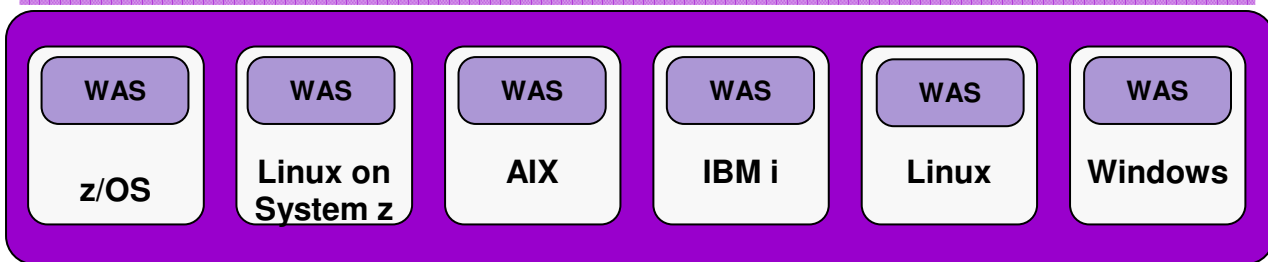 WAS WAS WAS WAS WAS WAS
z/OS
Linux on
System z
AIX
IBM i
Linux
Windows